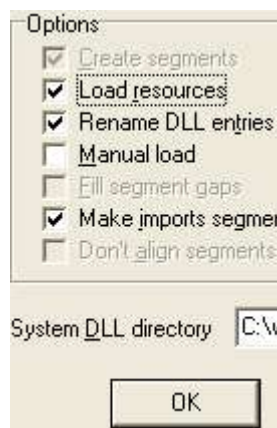 Options
Create segments
Load resources
Rename DLL entries
Manual load
Fill segment gaps
Make imports segmen
Don't align segments
System DLL directory C:\w
OK